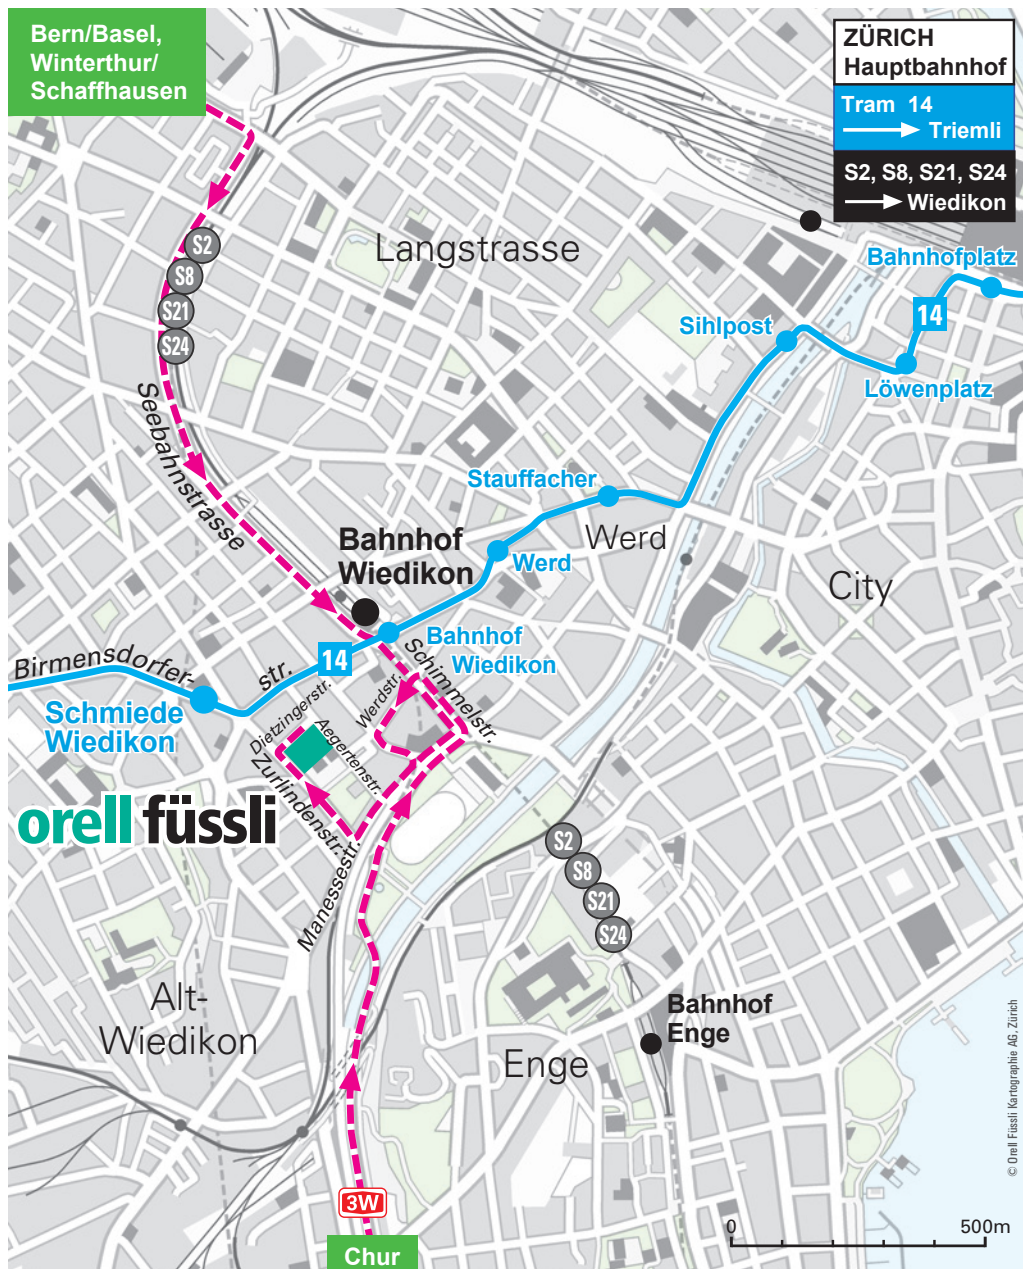 Bern/Basel,
Winterthur/
Schaffhausen
ZÜRICH
Hauptbahnhof
Tram 14
Triemli
S2, S8, S21, S24
Wiedikon
Langstrasse
S2
S8
S21
S24
Bahnhofplatz
14
Sihlpost
Löwenplatz
Seebahnstrasse
Stauffacher
Werd
Werd
Bahnhof
Wiedikon
City
Bahnhof
Wiedikon
14
Birmensdorfer-
str.
Schimmelstr.
Werdstr.
Schmiede
Wiedikon
Dietzingerstr.
Aegertenstr.
Zurlindenstr.
orell füssli
Manessestr.
S2
S8
S21
S24
Alt-
Wiedikon
Bahnhof
Enge
Enge
3W
Chur
0 500m
© Orell Füssli Kartographie AG, Zürich